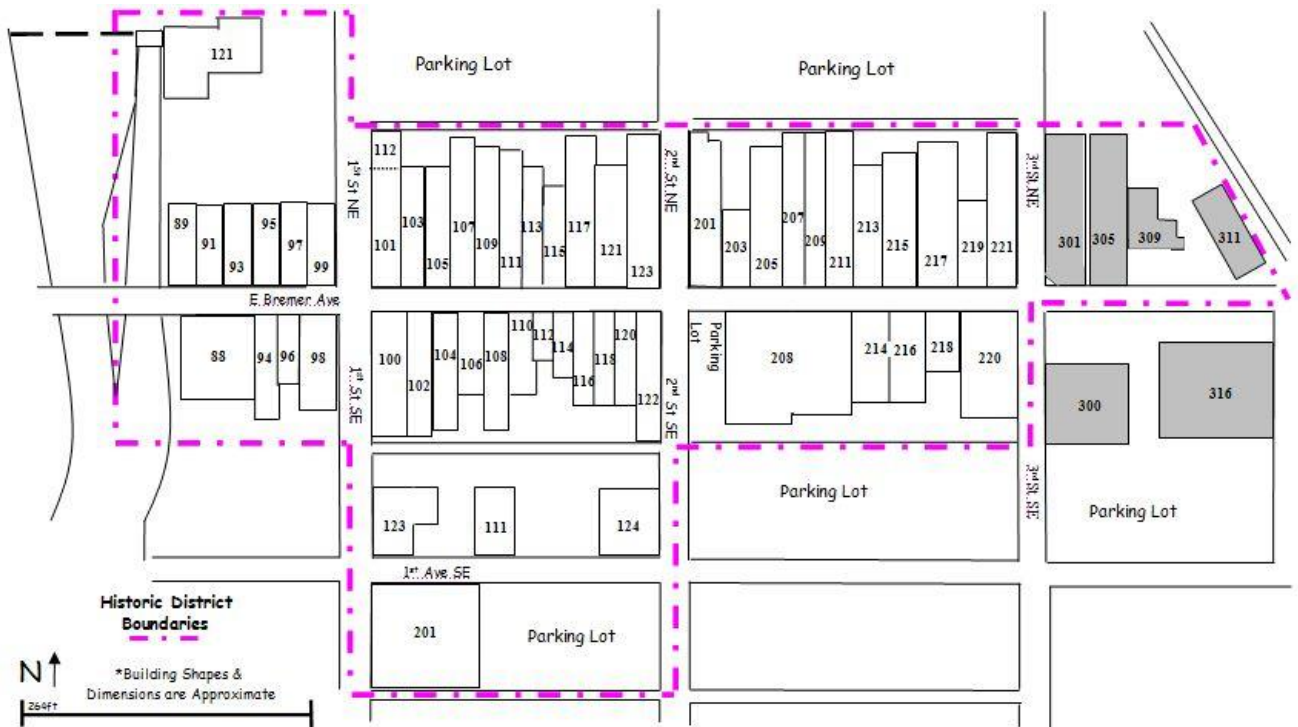 121
Parking Lot
Parking Lot
1st St NE
2nd St NE
3rd St. NE
112
103
101
105
107
109
111
113
115
117
121
123
201
203
205
207
209
211
213
215
217
219
221
301
305
309
311
89
91
93
95
97
99
E. Bremer Ave
88
94
96
98
1st St. SE
100
102
104
106
108
110
112
114
116
118
120
122
2nd St SE
Parking
Lot
208
214
216
218
220
3rd St. SE
300
316
Parking Lot
Parking Lot
123
111
124
1st Ave SE
201
Parking Lot
Historic District
Boundaries
N
*Building Shapes &
Dimensions are Approximate
264ft